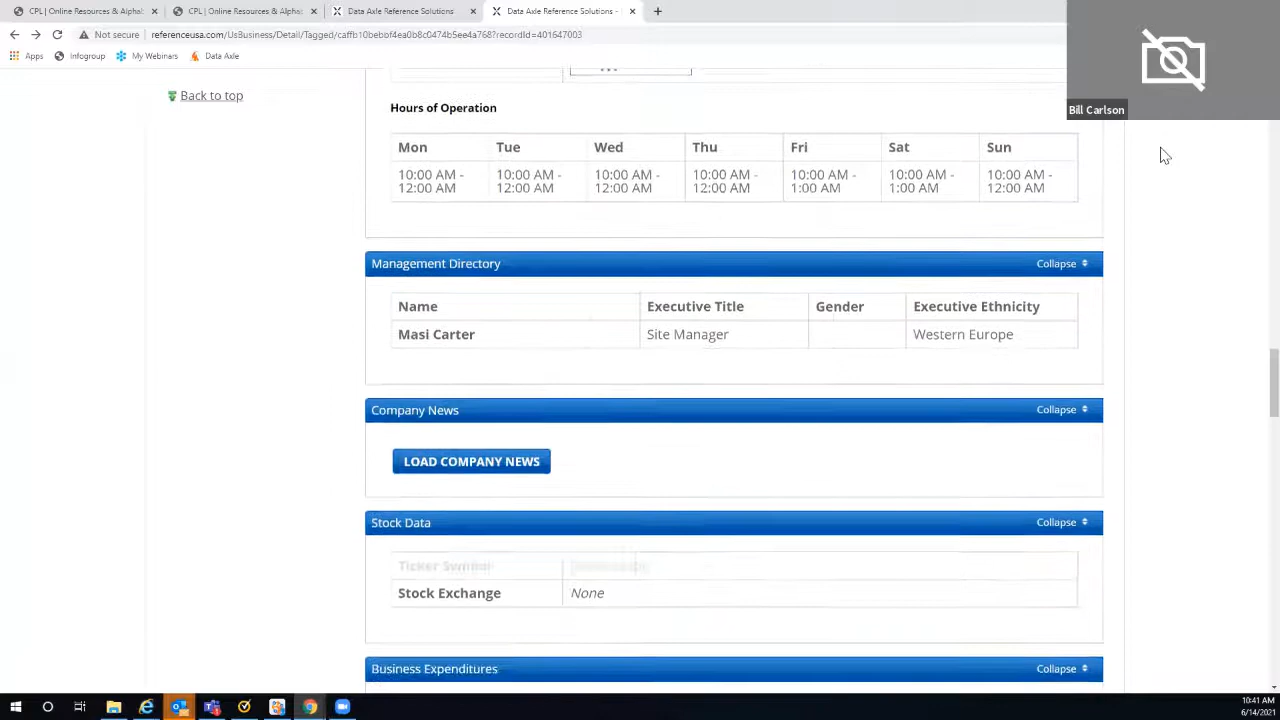 CPL | Online Resources & Alphab
CPL | Online Resources & Alpha:
Data Axle Reference Solutions
Data Axle Reference Solutions -
Not secure | referenceusa.com/UsBusiness/Detail/Tagged/caffb10bebbf4ea0b8c0474b5ee4a768?recordId=401647003
Apps Infogroup My Webinars Data Axle
Bill Carlson
Back to top
Hours of Operation
Mon Tue Wed Thu Fri Sat Sun
10:00 AM - 10:00 AM - 10:00 AM - 10:00 AM - 10:00 AM - 10:00 AM - 10:00 AM -
12:00 AM 12:00 AM 12:00 AM 12:00 AM 1:00 AM 1:00 AM 12:00 AM
Management Directory Collapse
Name Executive Title Gender Executive Ethnicity
Masi Carter Site Manager Western Europe
Company News Collapse
LOAD COMPANY NEWS
Stock Data Collapse
Ticker Symbol
Stock Exchange None
Business Expenditures Collapse
10:41 AM
6/14/2021